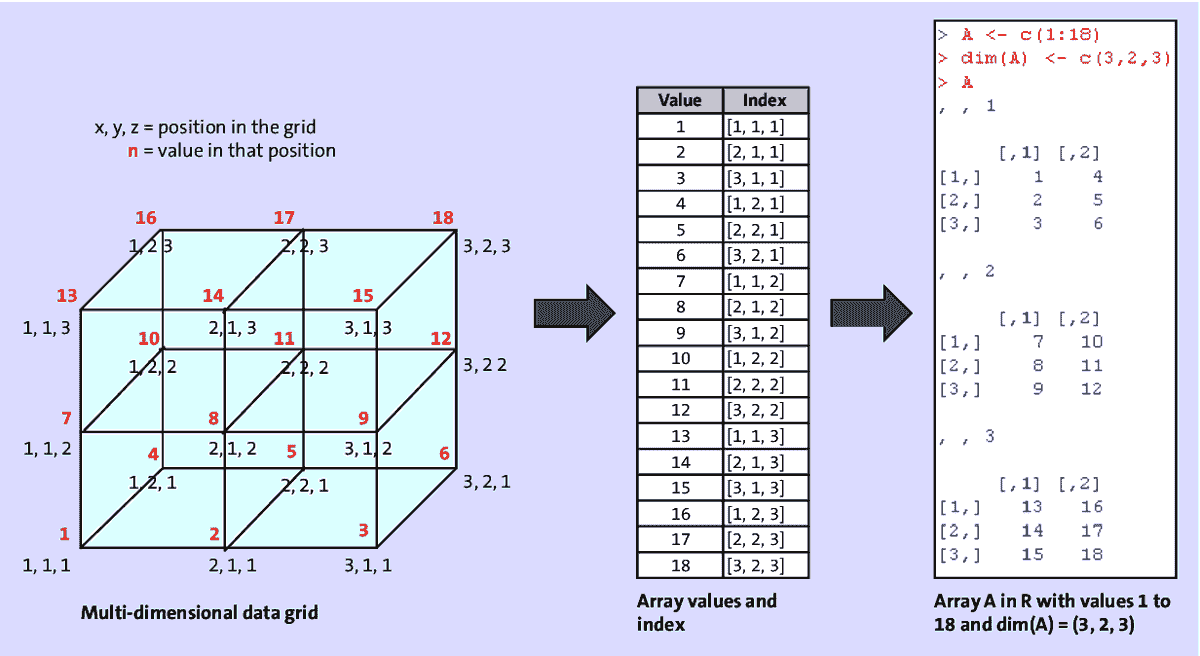 x, y, z = position in the grid
n = value in that position
16 17 18
1, 2 3 2, 2, 3 3, 2, 3
13 14 15
1, 1, 3 2, 1, 3 3, 1, 3
10 11 12
1, 2, 2 2, 2, 2 3, 2 2
7 8 9
1, 1, 2 2, 1, 2 3, 1, 2
4 5 6
1, 2, 1 2, 2, 1 3, 2, 1
1 2 3
1, 1, 1 2, 1, 1 3, 1, 1
Multi-dimensional data grid
Value Index
1 [1, 1, 1]
2 [2, 1, 1]
3 [3, 1, 1]
4 [1, 2, 1]
5 [2, 2, 1]
6 [3, 2, 1]
7 [1, 1, 2]
8 [2, 1, 2]
9 [3, 1, 2]
10 [1, 2, 2]
11 [2, 2, 2]
12 [3, 2, 2]
13 [1, 1, 3]
14 [2, 1, 3]
15 [3, 1, 3]
16 [1, 2, 3]
17 [2, 2, 3]
18 [3, 2, 3]
Array values and
index
> A <- c(1:18)
> dim(A) <- c(3,2,3)
> A
, , 1
[,1] [,2]
[1,] 1 4
[2,] 2 5
[3,] 3 6
, , 2
[,1] [,2]
[1,] 7 10
[2,] 8 11
[3,] 9 12
, , 3
[,1] [,2]
[1,] 13 16
[2,] 14 17
[3,] 15 18
Array A in R with values 1 to
18 and dim(A) = (3, 2, 3)